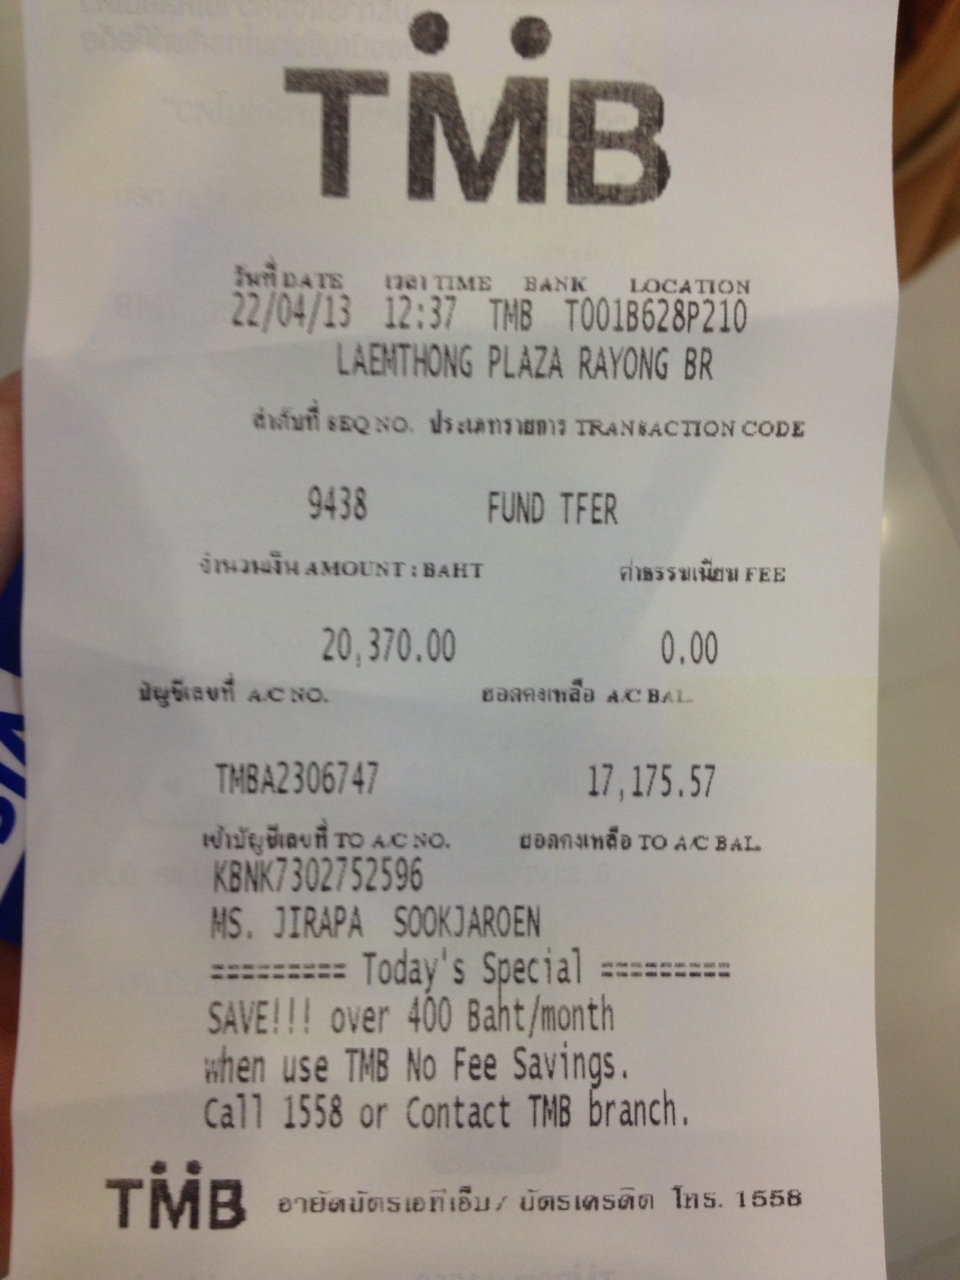 TMB
วันที่ DATE เวลา TIME BANK LOCATION
22/04/13 12:37 TMB T001B628P210
LAEMTHONG PLAZA RAYONG BR
ลำดับที่ SEQ NO. ประเภทรายการ TRANSACTION CODE
9438 FUND TFER
จำนวนเงิน AMOUNT : BAHT ค่าธรรมเนียม FEE
20,370.00 0.00
บัญชีเลขที่ A/C NO. ยอดคงเหลือ A/C BAL.
TMBA2306747 17,175.57
เข้าบัญชีเลขที่ TO A/C NO. ยอดคงเหลือ TO A/C BAL.
KBNK7302752596
MS. JIRAPA SOOKJAROEN
========= Today's Special =========
SAVE!!! over 400 Baht/month
when use TMB No Fee Savings.
Call 1558 or Contact TMB branch.
TMB อายัดบัตรเอทีเอ็ม / บัตรเครดิต โทร. 1558